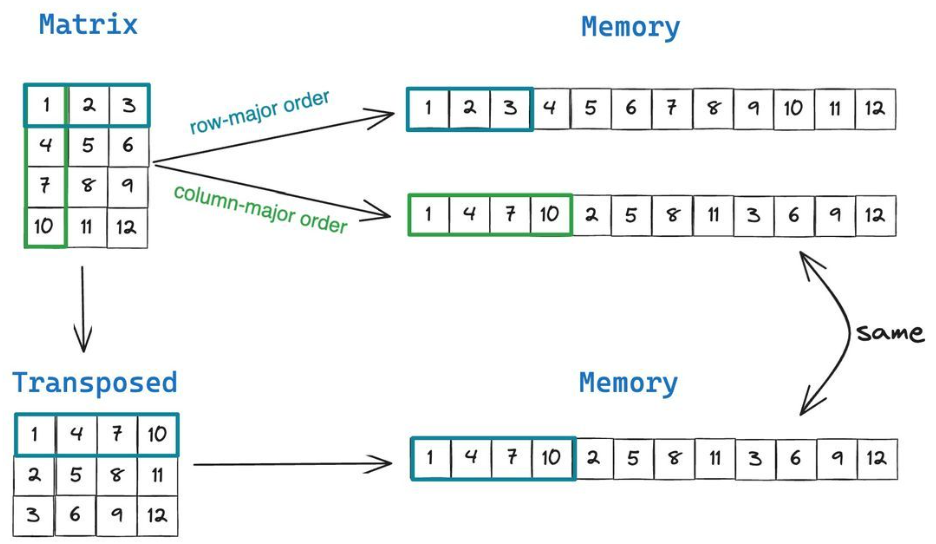 Matrix
Memory
1 2 3
4 5 6
7 8 9
10 11 12
row-major order
column-major order
1 2 3 4 5 6 7 8 9 10 11 12
1 4 7 10 2 5 8 11 3 6 9 12
same
Transposed
Memory
1 4 7 10
2 5 8 11
3 6 9 12
1 4 7 10 2 5 8 11 3 6 9 12